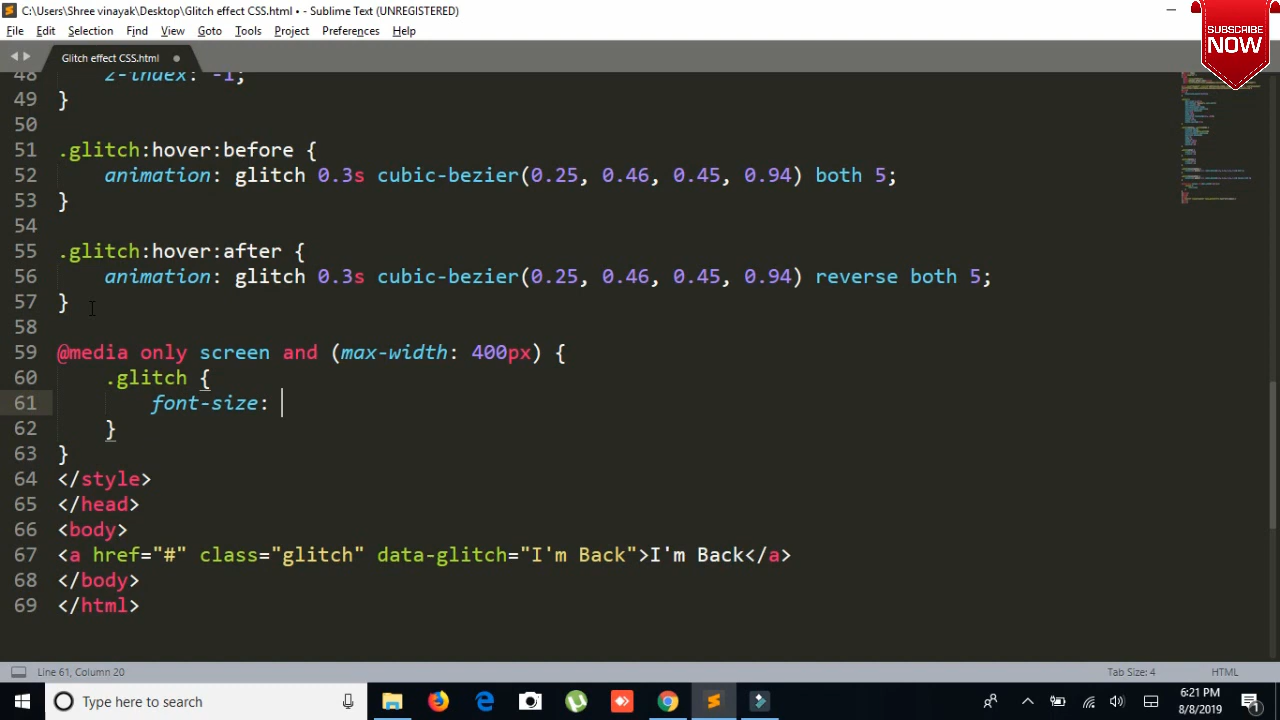 C:\Users\Shree vinayak\Desktop\Glitch effect CSS.html • - Sublime Text (UNREGISTERED)
SUBSCRIBE
NOW
File Edit Selection Find View Goto Tools Project Preferences Help
Glitch effect CSS.html
48 z-index: -1;
49 }
50
51 .glitch:hover:before {
52 animation: glitch 0.3s cubic-bezier(0.25, 0.46, 0.45, 0.94) both 5;
53 }
54
55 .glitch:hover:after {
56 animation: glitch 0.3s cubic-bezier(0.25, 0.46, 0.45, 0.94) reverse both 5;
57 }
58
59 @media only screen and (max-width: 400px) {
60 .glitch {
61 font-size:
62 }
63 }
64 </style>
65 </head>
66 <body>
67 <a href="#" class="glitch" data-glitch="I'm Back">I'm Back</a>
68 </body>
69 </html>
Line 61, Column 20 Tab Size: 4 HTML
Type here to search
6:21 PM
8/8/2019